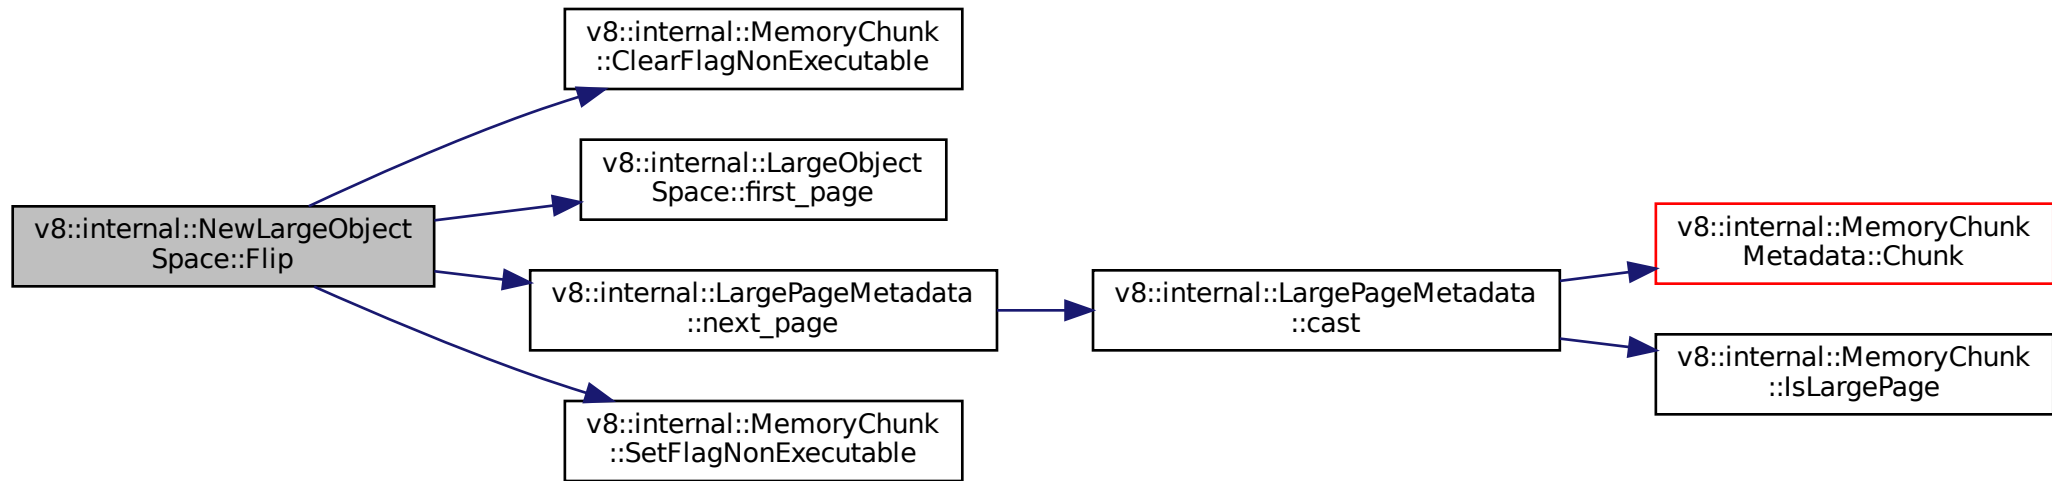 v8::internal::NewLargeObject
Space::Flip
v8::internal::MemoryChunk
::ClearFlagNonExecutable
v8::internal::LargeObject
Space::first_page
v8::internal::LargePageMetadata
::next_page
v8::internal::MemoryChunk
::SetFlagNonExecutable
v8::internal::LargePageMetadata
::cast
v8::internal::MemoryChunk
Metadata::Chunk
v8::internal::MemoryChunk
::IsLargePage